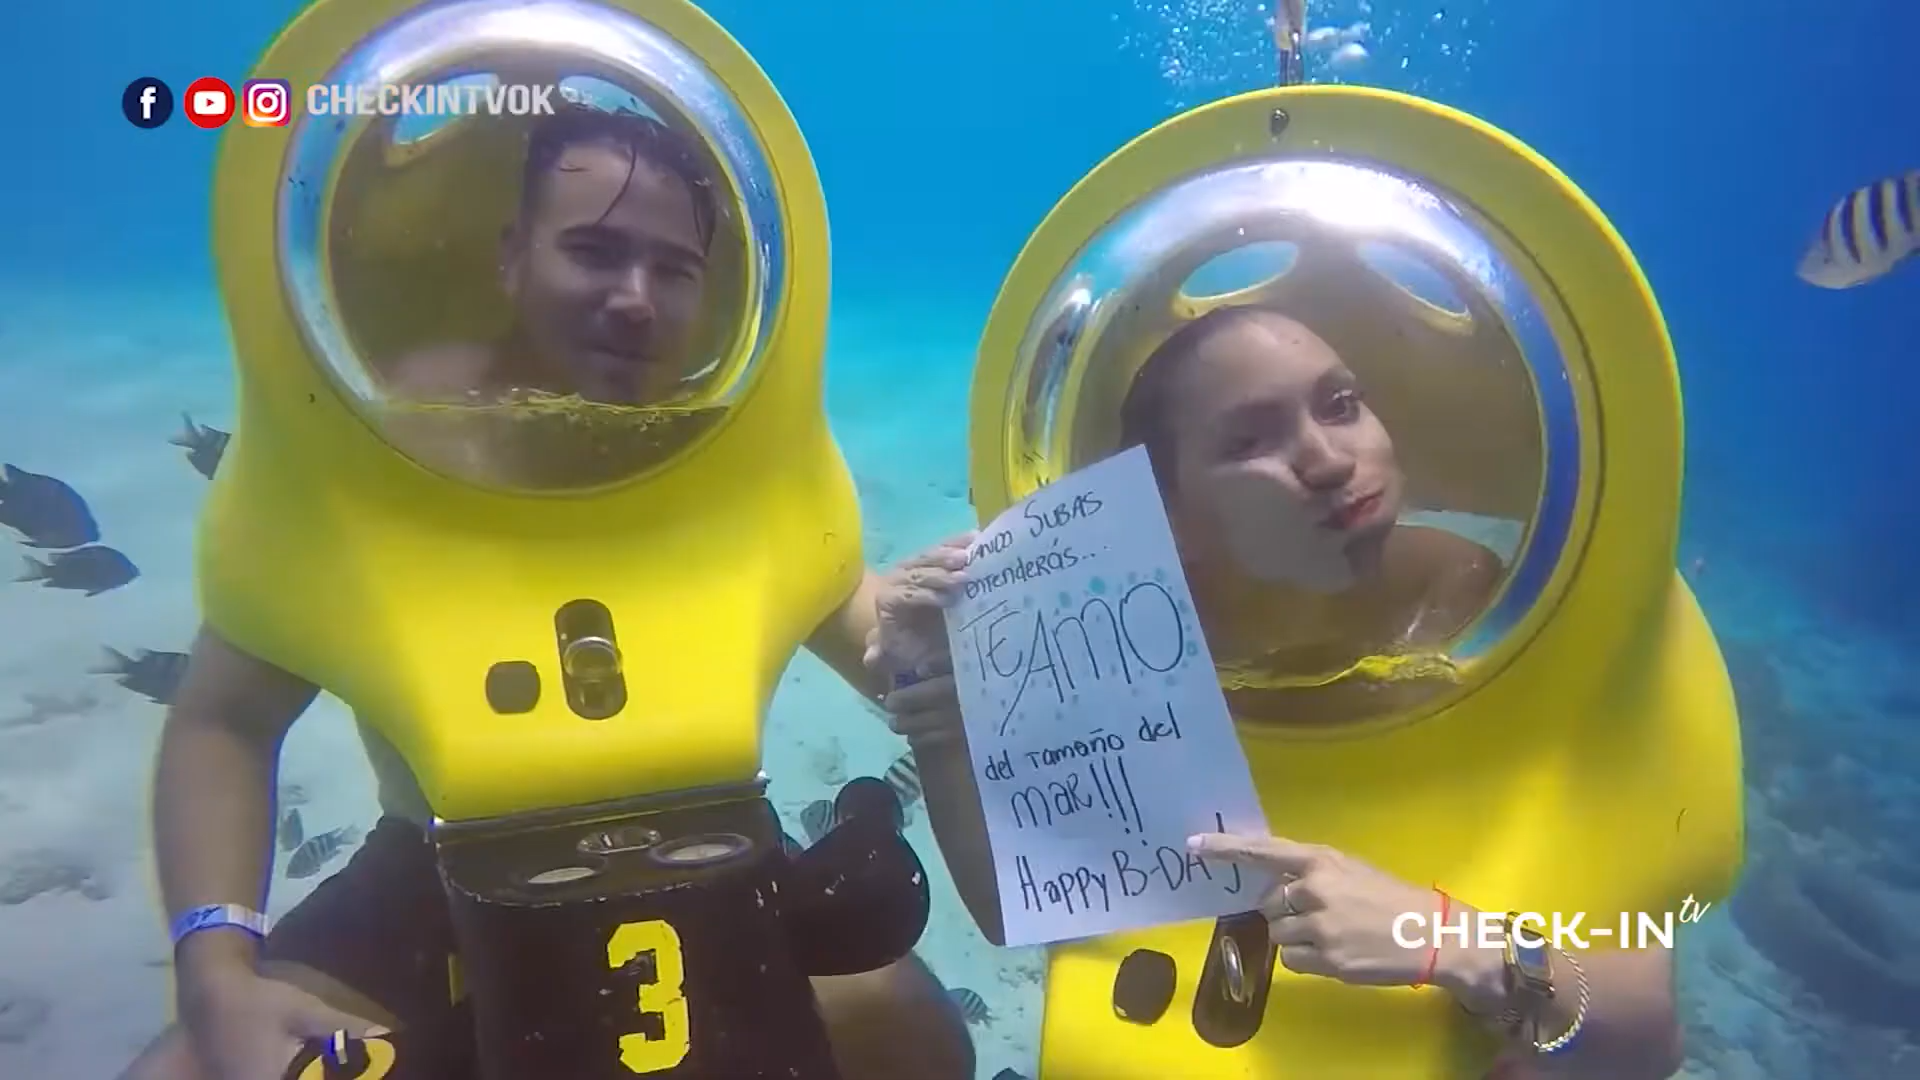 CHECKINTVOK
SUBAS
entenderás...
TE AMO
del Tamaño del
mar!!!
Happy B-DAY
3
CHECK-IN tv